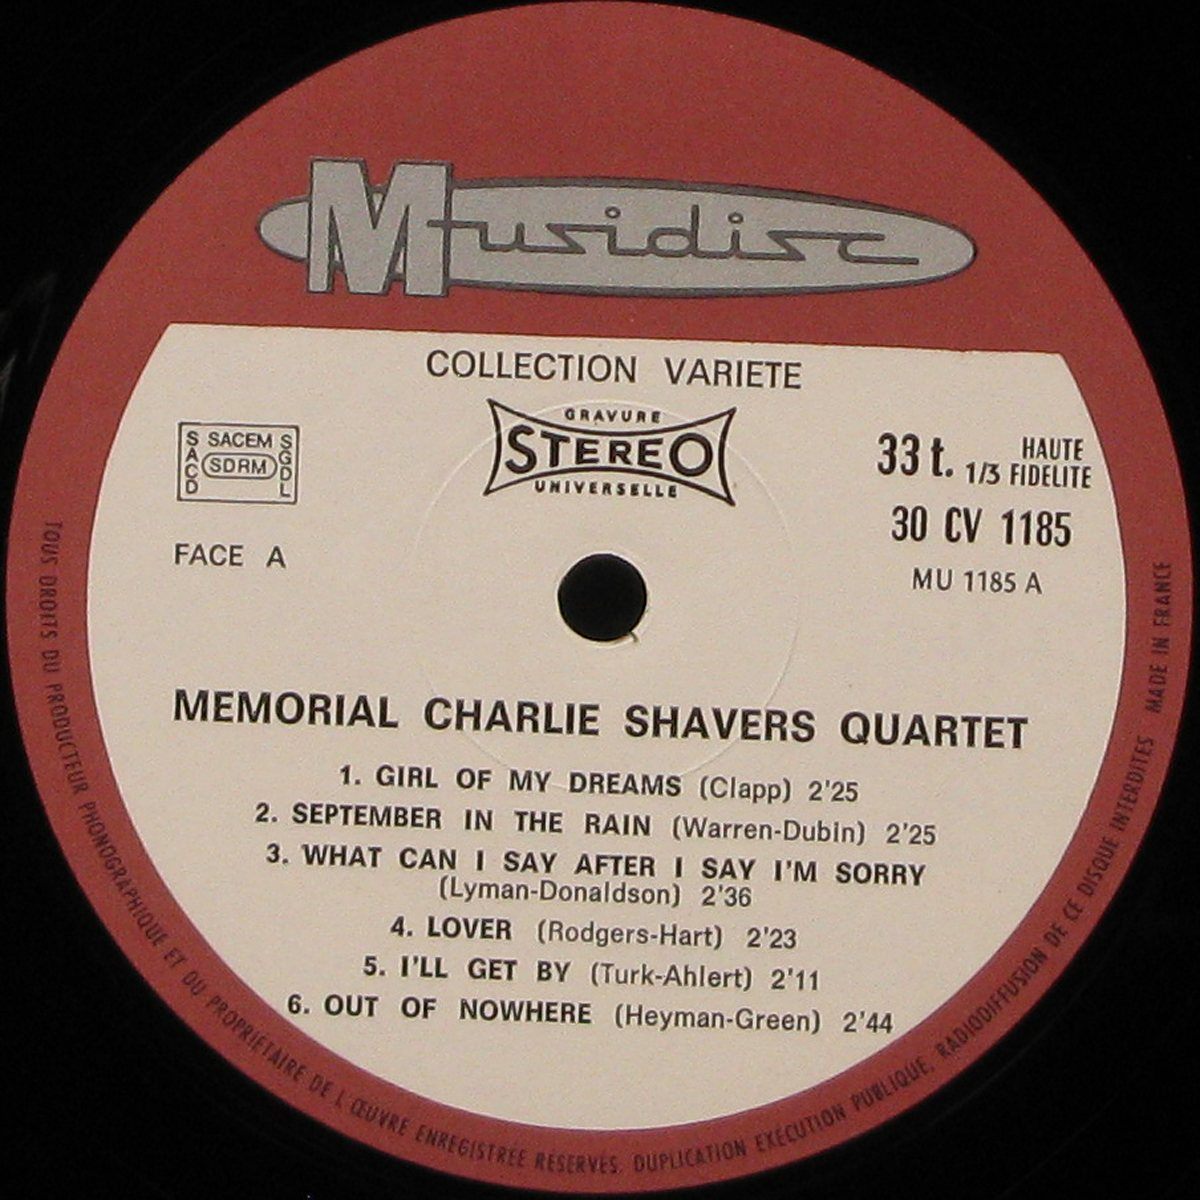 Musidisc
COLLECTION VARIETE
GRAVURE
STEREO
UNIVERSELLE
SACEM
SACD
SDRM
SGDL
33 t. 1/3 HAUTE FIDELITE
30 CV 1185
MU 1185 A
FACE A
MEMORIAL CHARLIE SHAVERS QUARTET
1. GIRL OF MY DREAMS (Clapp) 2'25
2. SEPTEMBER IN THE RAIN (Warren-Dubin) 2'25
3. WHAT CAN I SAY AFTER I SAY I'M SORRY
(Lyman-Donaldson) 2'36
4. LOVER (Rodgers-Hart) 2'23
5. I'LL GET BY (Turk-Ahlert) 2'11
6. OUT OF NOWHERE (Heyman-Green) 2'44
TOUS DROITS DU PRODUCTEUR PHONOGRAPHIQUE ET DU PROPRIETAIRE DE L'ŒUVRE ENREGISTRÉE RESERVES. DUPLICATION EXÉCUTION PUBLIQUE, RADIODIFFUSION DE CE DISQUE INTERDITES MADE IN FRANCE